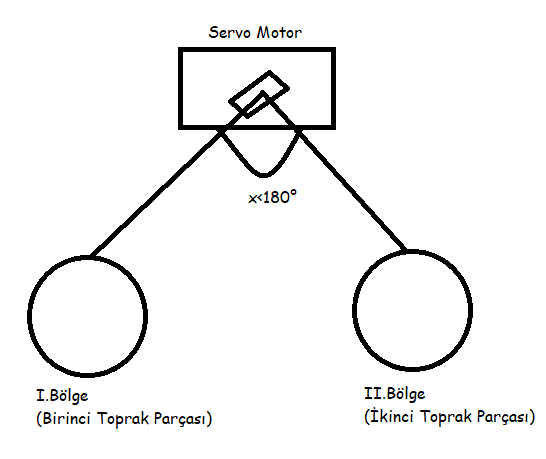 Servo Motor
x<180°
I.Bölge
(Birinci Toprak Parçası)
II.Bölge
(İkinci Toprak Parçası)